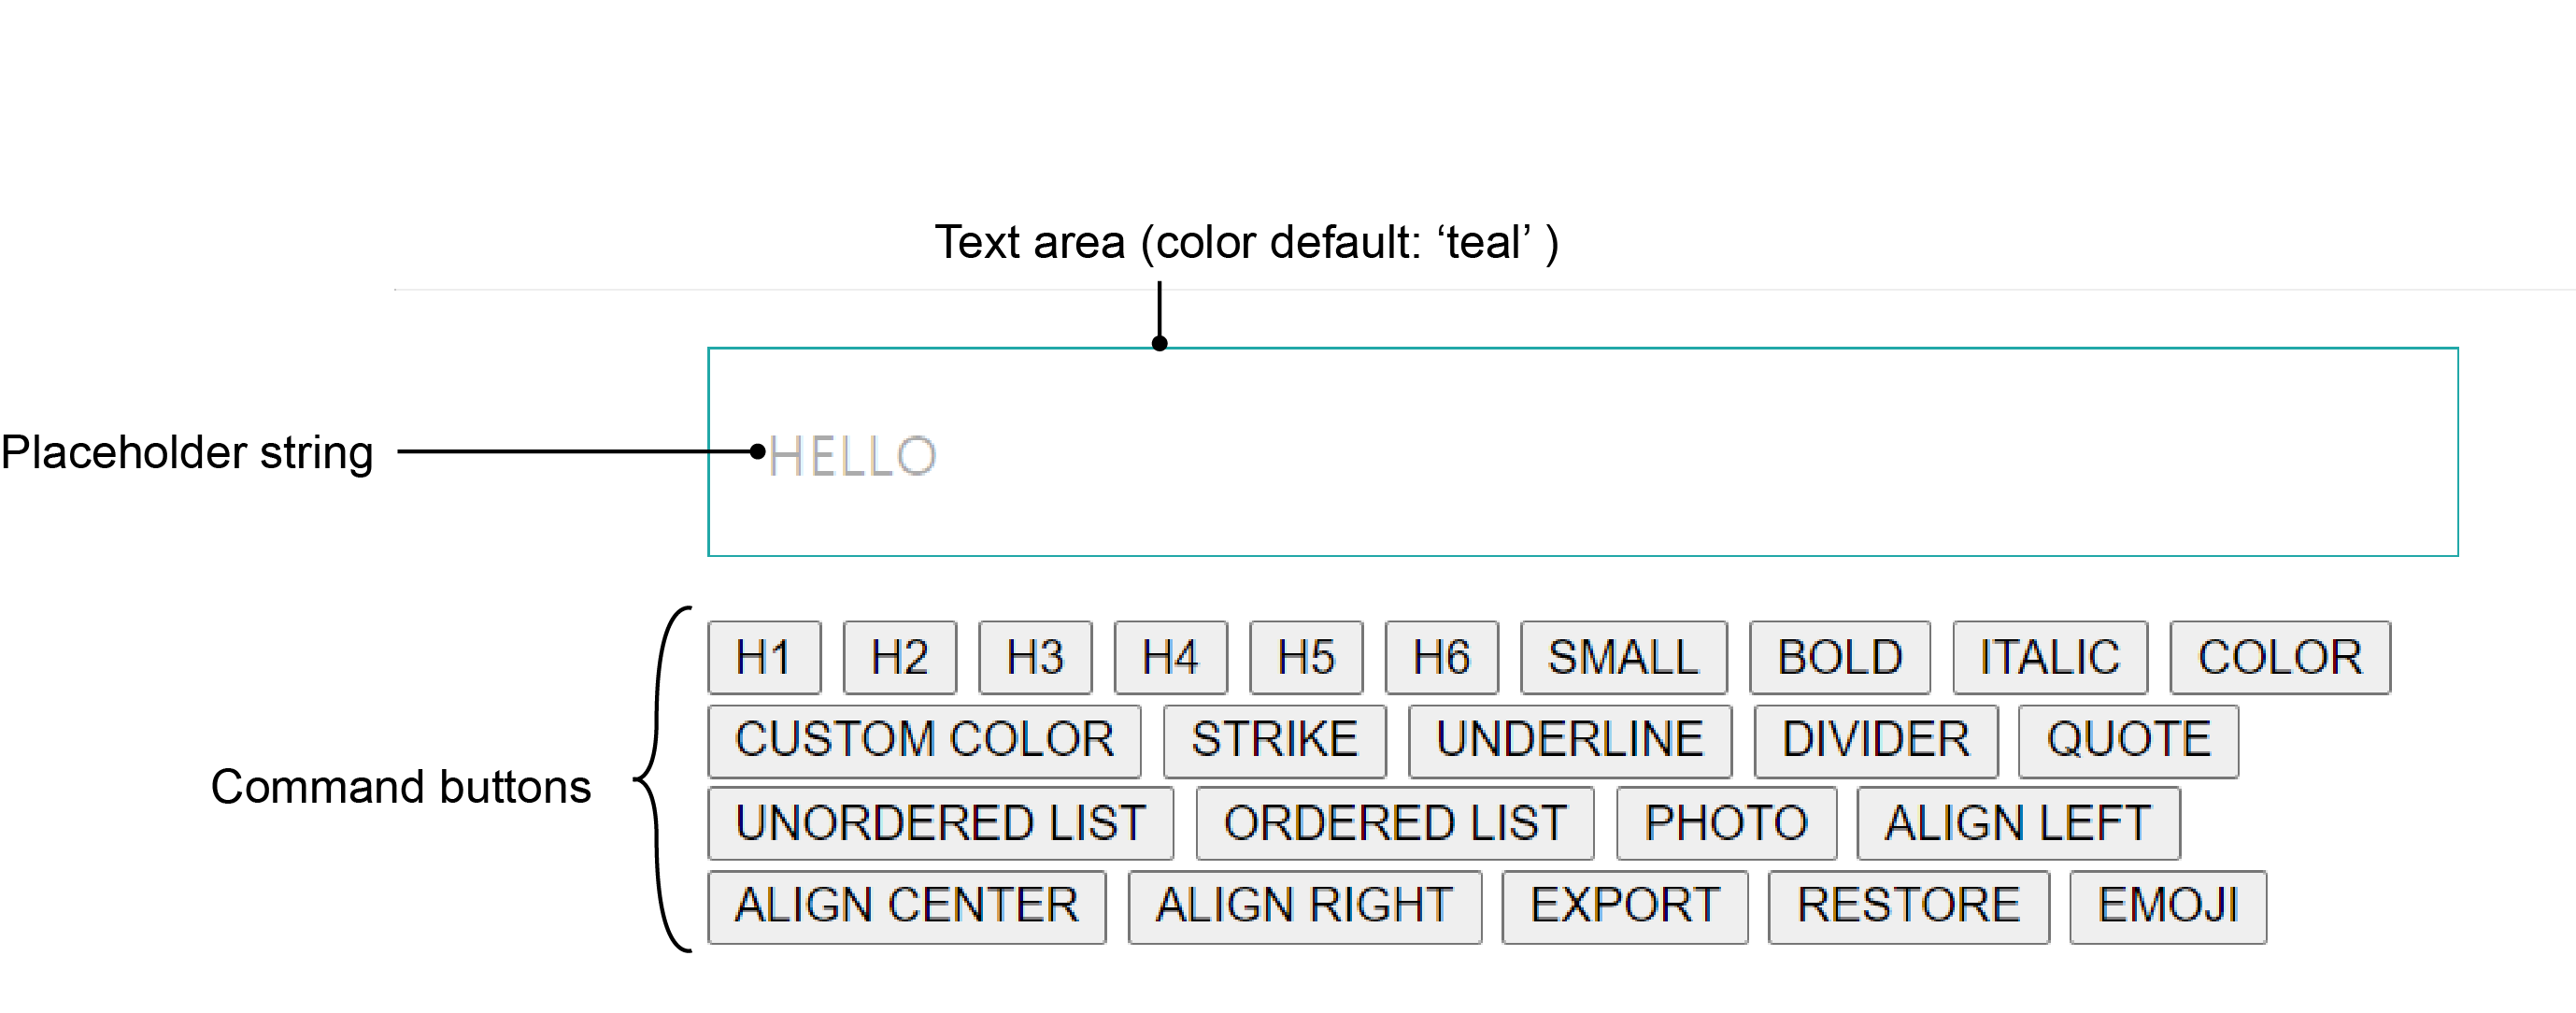 Text area (color default: ‘teal’ )
Placeholder string
HELLO
H1 H2 H3 H4 H5 H6 SMALL BOLD ITALIC COLOR
CUSTOM COLOR STRIKE UNDERLINE DIVIDER QUOTE
Command buttons
UNORDERED LIST ORDERED LIST PHOTO ALIGN LEFT
ALIGN CENTER ALIGN RIGHT EXPORT RESTORE EMOJI